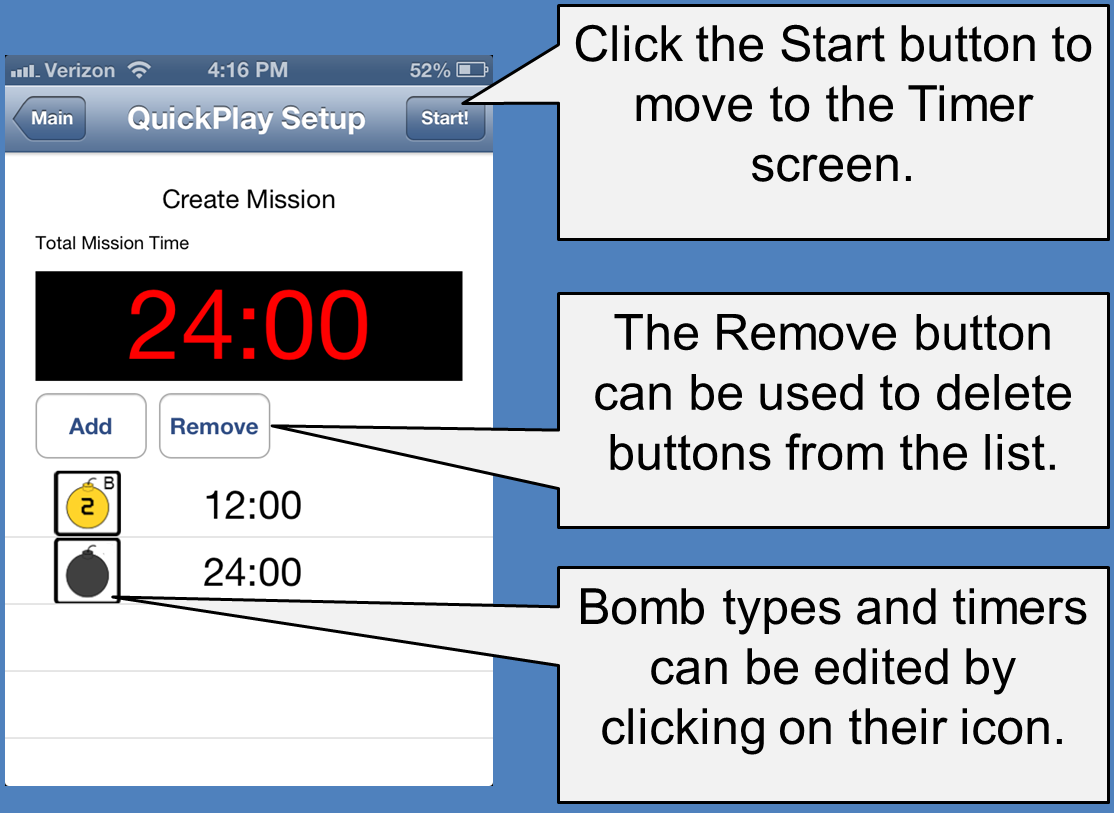 Verizon 4:16 PM 52%
Main QuickPlay Setup Start!
Create Mission
Total Mission Time
24:00
Add Remove
2 B 12:00
24:00
Click the Start button to
move to the Timer
screen.
The Remove button
can be used to delete
buttons from the list.
Bomb types and timers
can be edited by
clicking on their icon.